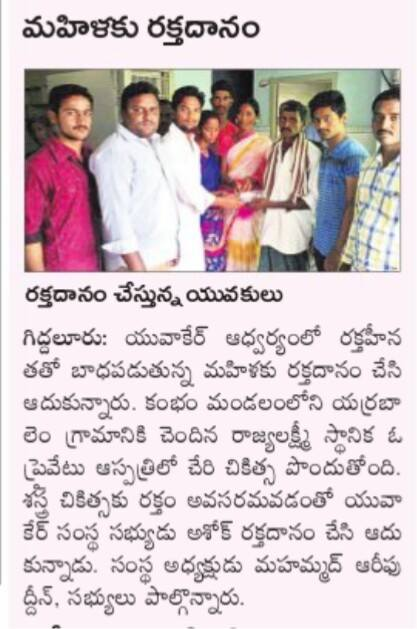 మహిళకు రక్తదానం
రక్తదానం చేస్తున్న యువకులు
గిద్దలూరు: యువాకేర్ ఆధ్వర్యంలో రక్తహీన
తతో బాధపడుతున్న మహిళకు రక్తదానం చేసి
ఆదుకున్నారు. కంభం మండలంలోని యర్రబా
లెం గ్రామానికి చెందిన రాజ్యలక్ష్మీ స్థానిక ఓ
ప్రైవేటు ఆస్పత్రిలో చేరి చికిత్స పొందుతోంది.
శస్త్ర చికిత్సకు రక్తం అవసరమవడంతో యువా
కేర్ సంస్థ సభ్యుడు అశోక్ రక్తదానం చేసి ఆదు
కున్నాడు. సంస్థ అధ్యక్షుడు మహమ్మద్ ఆరీఫు
ద్దీన్, సభ్యులు పాల్గొన్నారు.